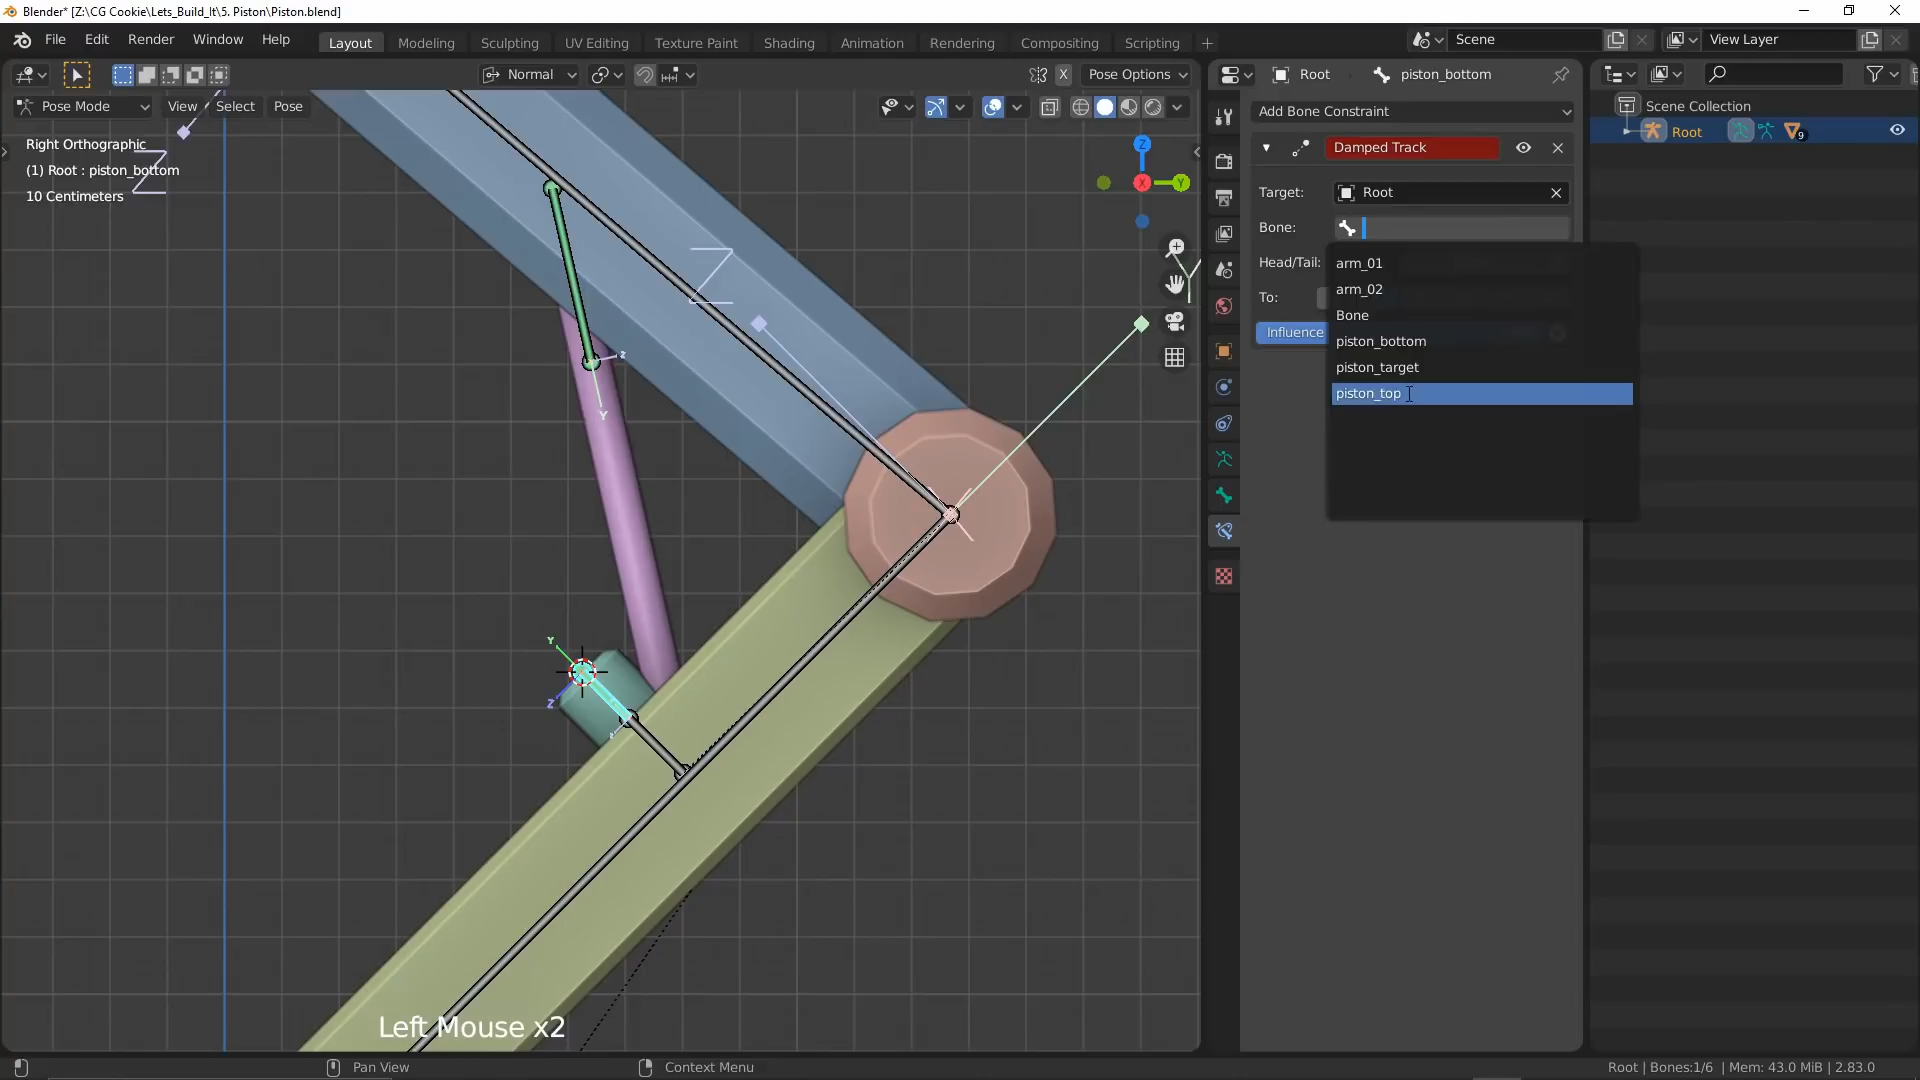 Blender* [Z:\CG Cookie\Lets_Build_It\5. Piston\Piston.blend]
File Edit Render Window Help Layout Modeling Sculpting UV Editing Texture Paint Shading Animation Rendering Compositing Scripting + Scene View Layer
Normal X Pose Options Root piston_bottom
Pose Mode View Select Pose Add Bone Constraint Scene Collection
Root 9
Right Orthographic
(1) Root : piston_bottom
10 Centimeters
Damped Track
Target: Root
Bone:
Head/Tail:
To:
Influence
arm_01
arm_02
Bone
piston_bottom
piston_target
piston_top
Z
X
Y
Z
Y
Z
Y
Y
Z
Left Mouse x2
Pan View Context Menu Root | Bones:1/6 | Mem: 43.0 MiB | 2.83.0